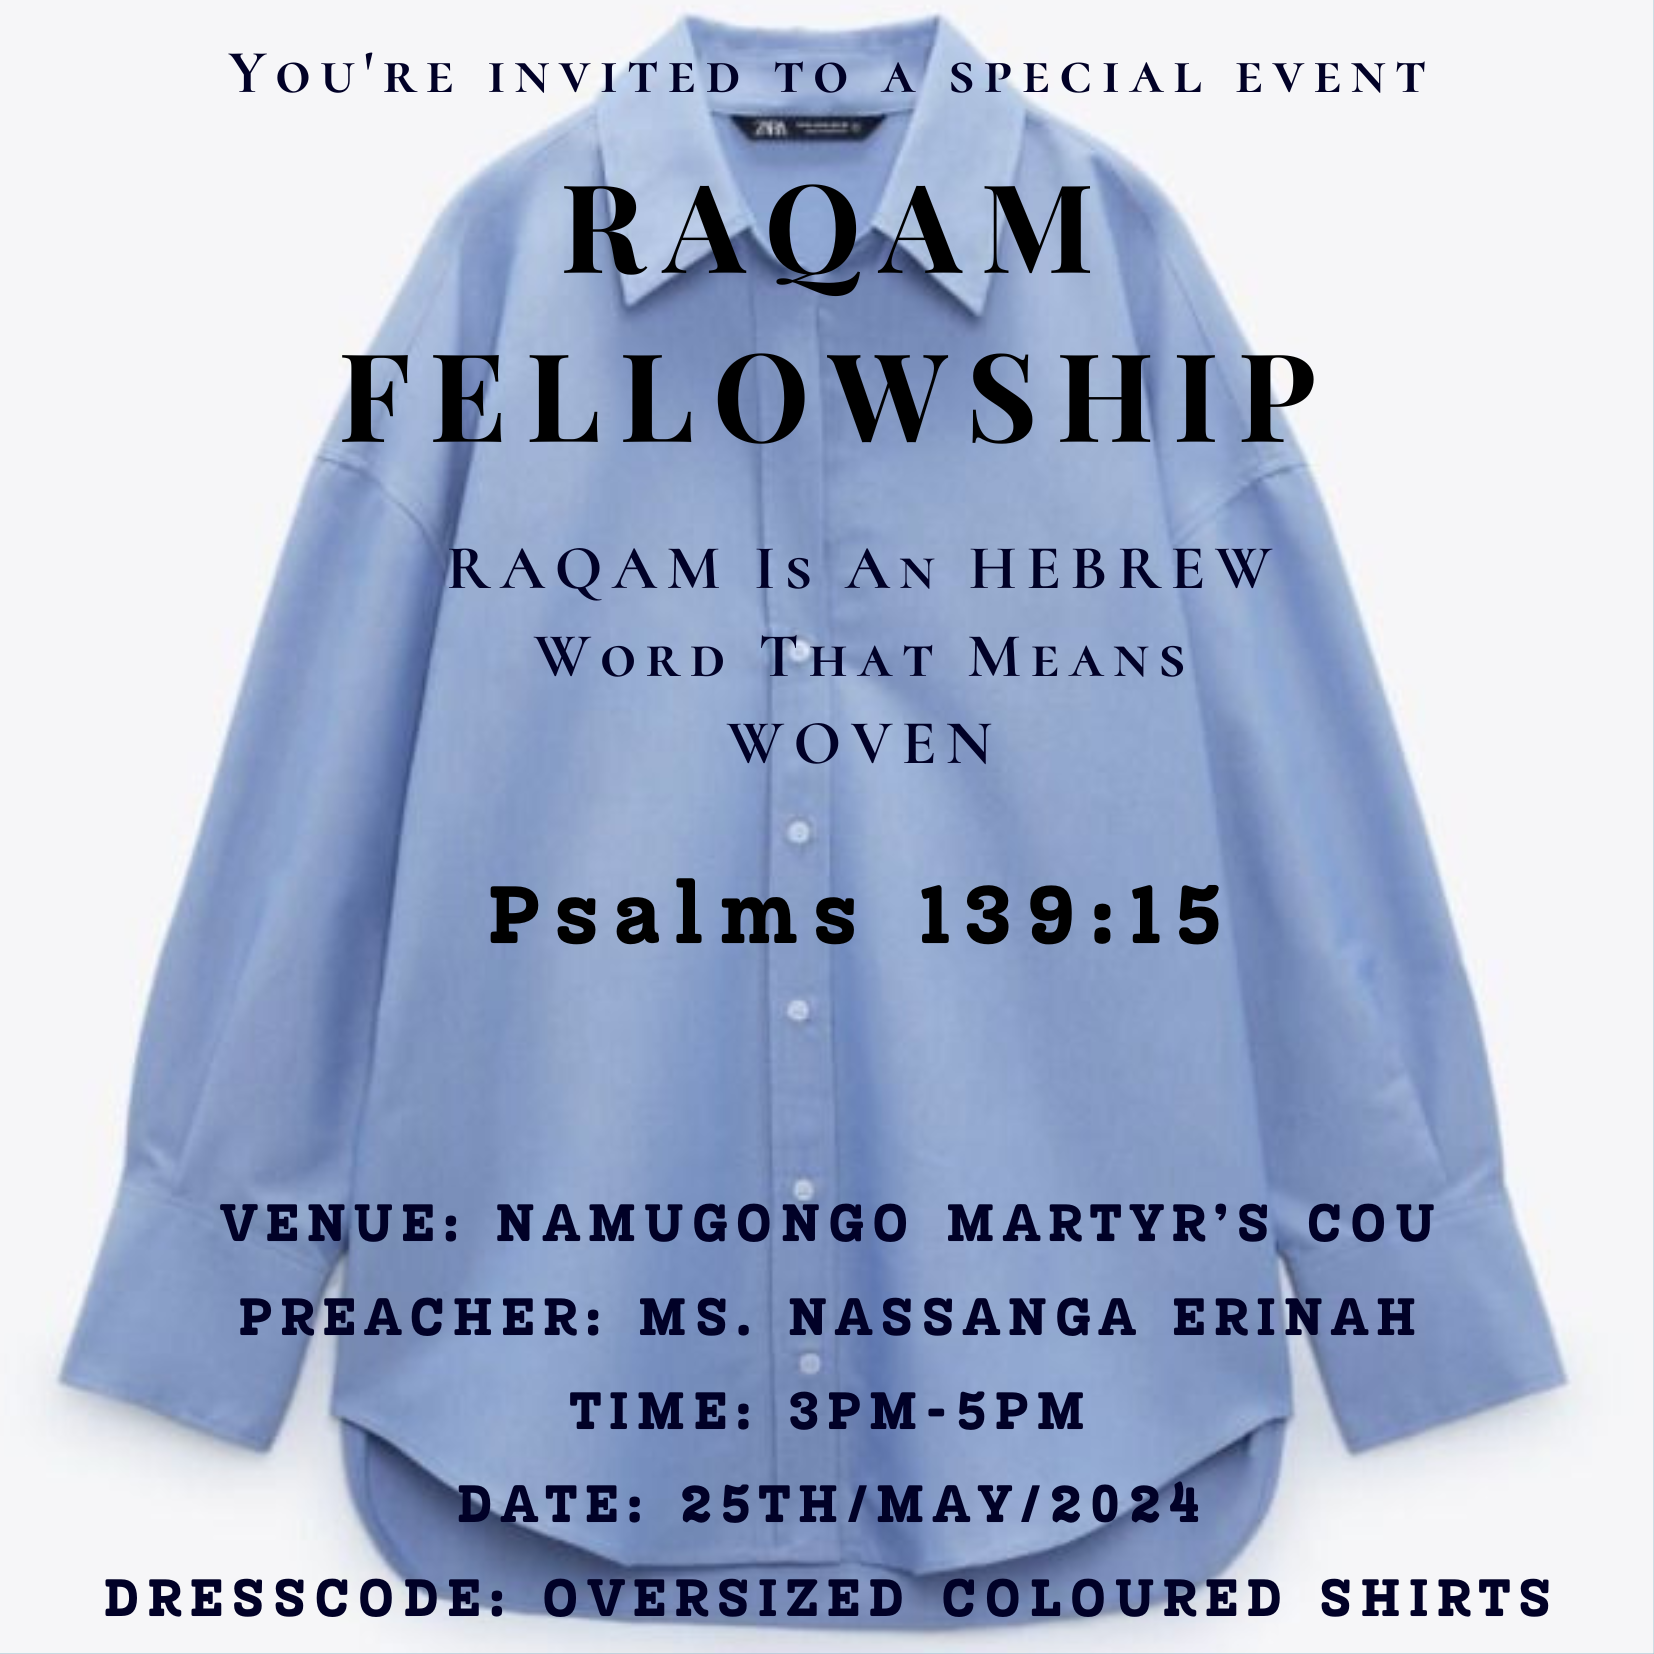 You're invited to a special event
ZARA
RAQAM
FELLOWSHIP
RAQAM Is An HEBREW
Word That Means
WOVEN
Psalms 139:15
VENUE: NAMUGONGO MARTYR’S COU
PREACHER: MS. NASSANGA ERINAH
TIME: 3PM-5PM
DATE: 25TH/MAY/2024
DRESSCODE: OVERSIZED COLOURED SHIRTS